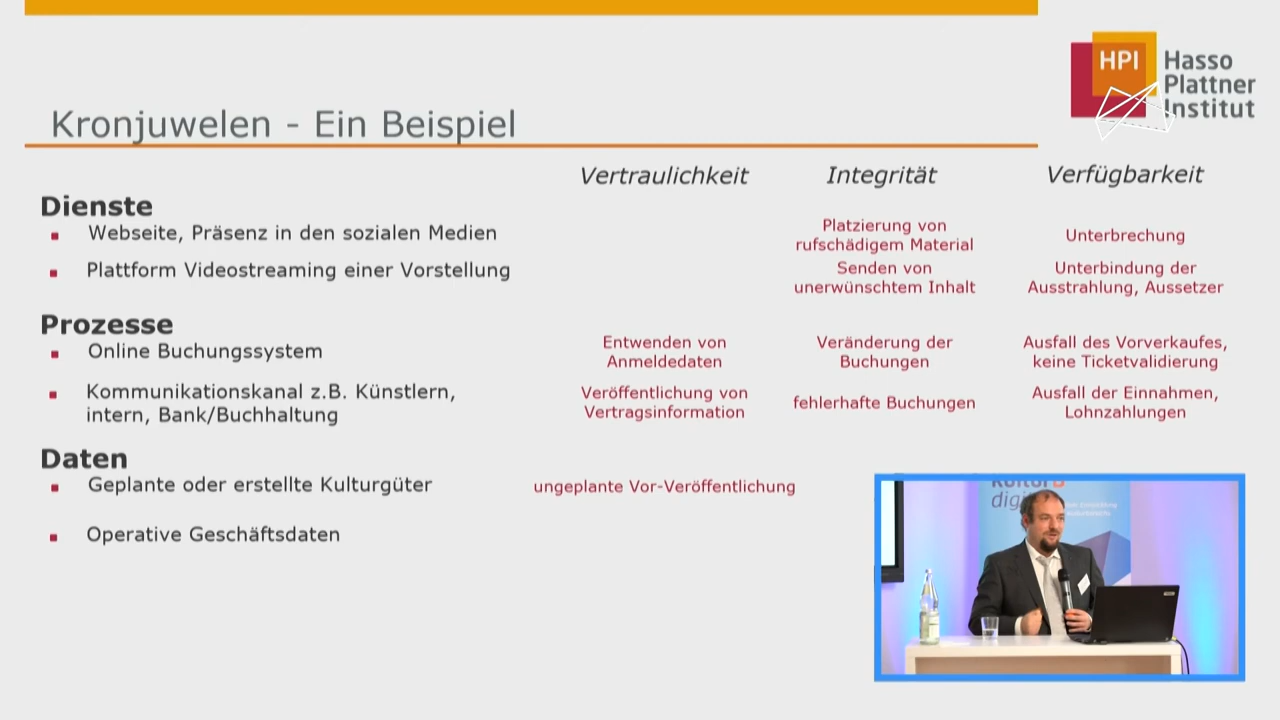 HPI
Hasso
Plattner
Institut
Kronjuwelen - Ein Beispiel
Vertraulichkeit
Integrität
Verfügbarkeit
Dienste
Webseite, Präsenz in den sozialen Medien
Platzierung von
rufschädigem Material
Unterbrechung
Plattform Videostreaming einer Vorstellung
Senden von
unerwünschtem Inhalt
Unterbindung der
Ausstrahlung, Aussetzer
Prozesse
Online Buchungssystem
Entwenden von
Anmeldedaten
Veränderung der
Buchungen
Ausfall des Vorverkaufes,
keine Ticketvalidierung
Kommunikationskanal z.B. Künstlern,
intern, Bank/Buchhaltung
Veröffentlichung von
Vertragsinformation
fehlerhafte Buchungen
Ausfall der Einnahmen,
Lohnzahlungen
Daten
Geplante oder erstellte Kulturgüter
ungeplante Vor-Veröffentlichung
Operative Geschäftsdaten